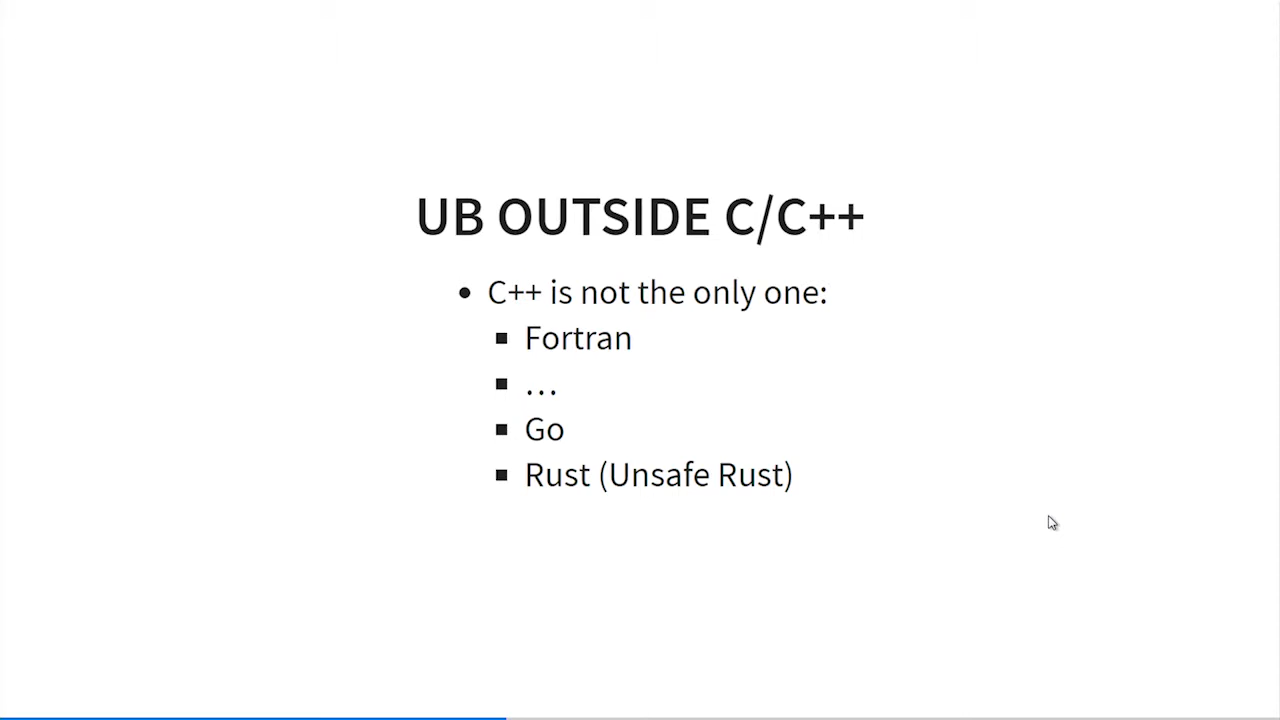 UB OUTSIDE C/C++
• C++ is not the only one:
▪ Fortran
▪ …
▪ Go
▪ Rust (Unsafe Rust)